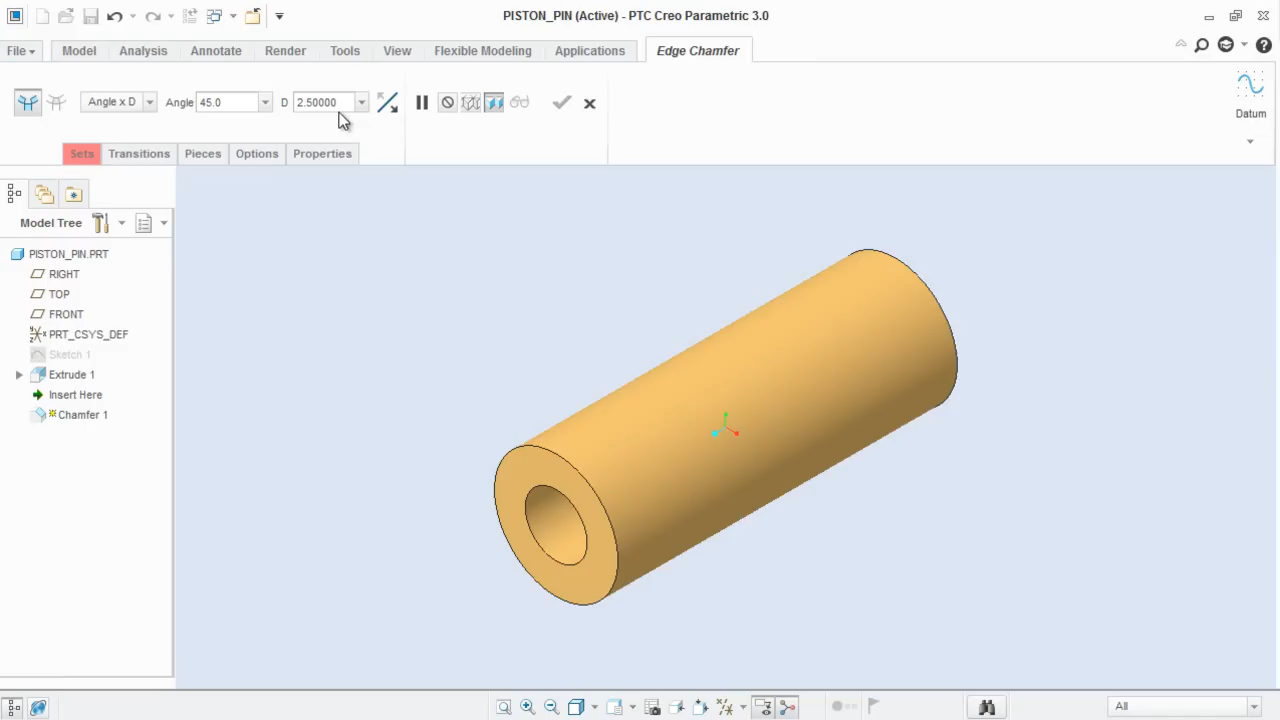 PISTON_PIN (Active) - PTC Creo Parametric 3.0
File Model Analysis Annotate Render Tools View Flexible Modeling Applications Edge Chamfer
Angle x D Angle 45.0 D 2.50000
Datum
Sets Transitions Pieces Options Properties
Model Tree
PISTON_PIN.PRT
RIGHT
TOP
FRONT
PRT_CSYS_DEF
Sketch 1
Extrude 1
Insert Here
Chamfer 1
All